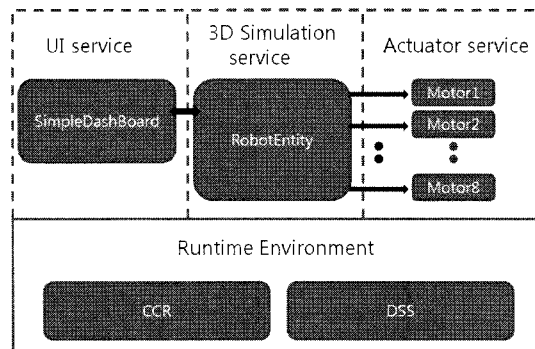 UI service
3D Simulation
service
Actuator service
SimpleDashBoard
RobotEntity
Motor1
Motor2
Motor8
Runtime Environment
CCR
DSS